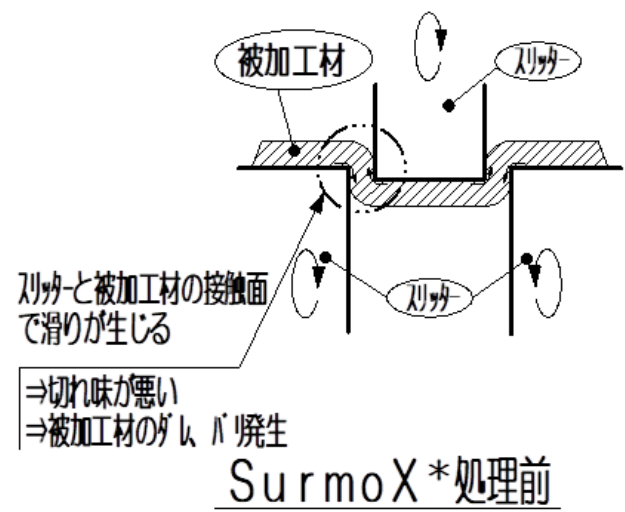 被加工材
スリッター
スリッターと被加工材の接触面
で滑りが生じる
スリッター
⇒切れ味が悪い
⇒被加工材のダレ、バリ発生
SurmoX*処理前